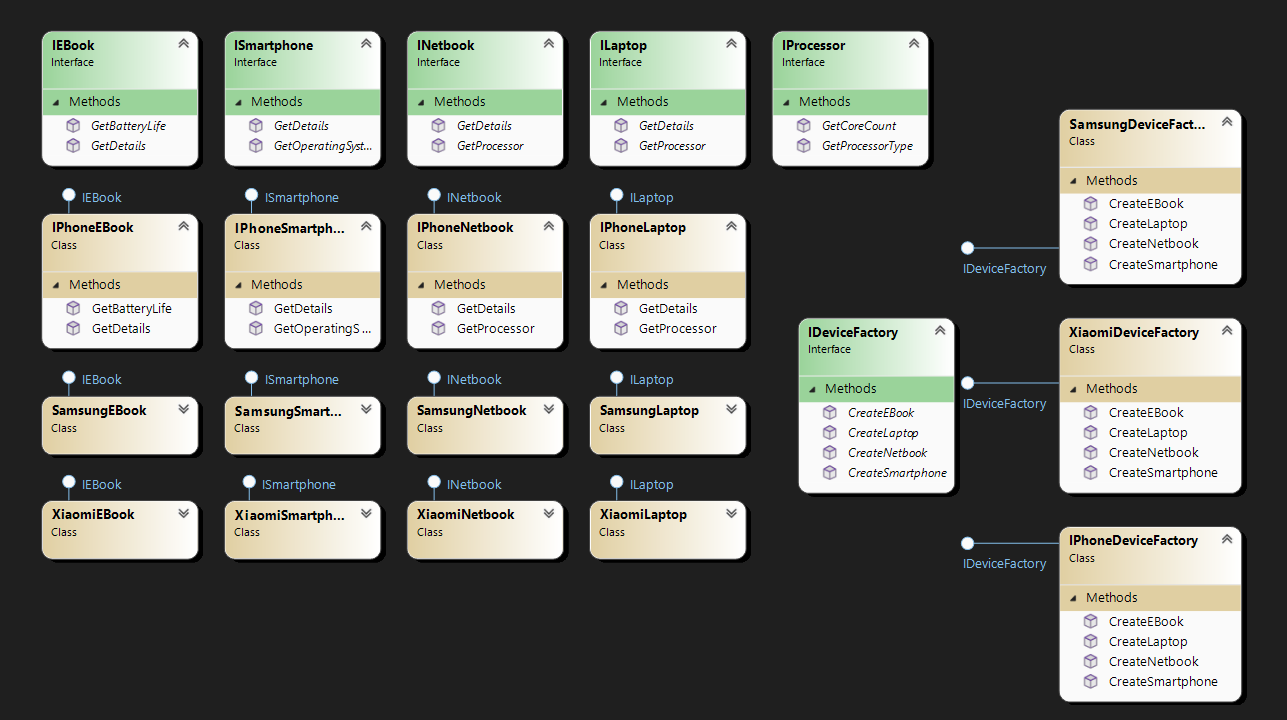 IEBook
Interface
Methods
GetBatteryLife
GetDetails
ISmartphone
Interface
Methods
GetDetails
GetOperatingSyst...
INetbook
Interface
Methods
GetDetails
GetProcessor
ILaptop
Interface
Methods
GetDetails
GetProcessor
IProcessor
Interface
Methods
GetCoreCount
GetProcessorType
IEBook
IPhoneEBook
Class
Methods
GetBatteryLife
GetDetails
ISmartphone
IPhoneSmartph...
Class
Methods
GetDetails
GetOperatingS...
INetbook
IPhoneNetbook
Class
Methods
GetDetails
GetProcessor
ILaptop
IPhoneLaptop
Class
Methods
GetDetails
GetProcessor
IEBook
SamsungEBook
Class
ISmartphone
SamsungSmart...
Class
INetbook
SamsungNetbook
Class
ILaptop
SamsungLaptop
Class
IEBook
XiaomiEBook
Class
ISmartphone
XiaomiSmartph...
Class
INetbook
XiaomiNetbook
Class
ILaptop
XiaomiLaptop
Class
IDeviceFactory
Interface
Methods
CreateEBook
CreateLaptop
CreateNetbook
CreateSmartphone
IDeviceFactory
SamsungDeviceFact...
Class
Methods
CreateEBook
CreateLaptop
CreateNetbook
CreateSmartphone
IDeviceFactory
XiaomiDeviceFactory
Class
Methods
CreateEBook
CreateLaptop
CreateNetbook
CreateSmartphone
IDeviceFactory
IPhoneDeviceFactory
Class
Methods
CreateEBook
CreateLaptop
CreateNetbook
CreateSmartphone